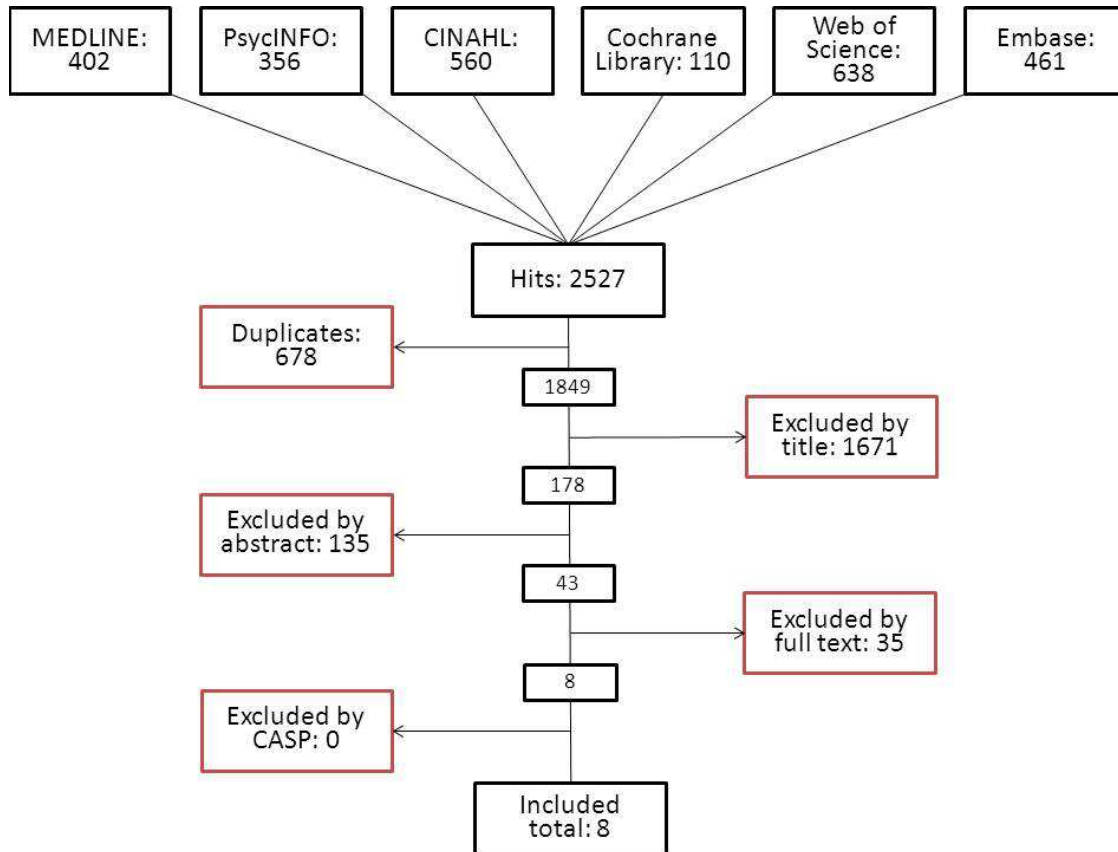 MEDLINE:
402
PsycINFO:
356
CINAHL:
560
Cochrane
Library: 110
Web of
Science:
638
Embase:
461
Hits: 2527
Duplicates:
678
1849
Excluded by
title: 1671
178
Excluded by
abstract: 135
43
Excluded by
full text: 35
8
Excluded by
CASP: 0
Included
total: 8